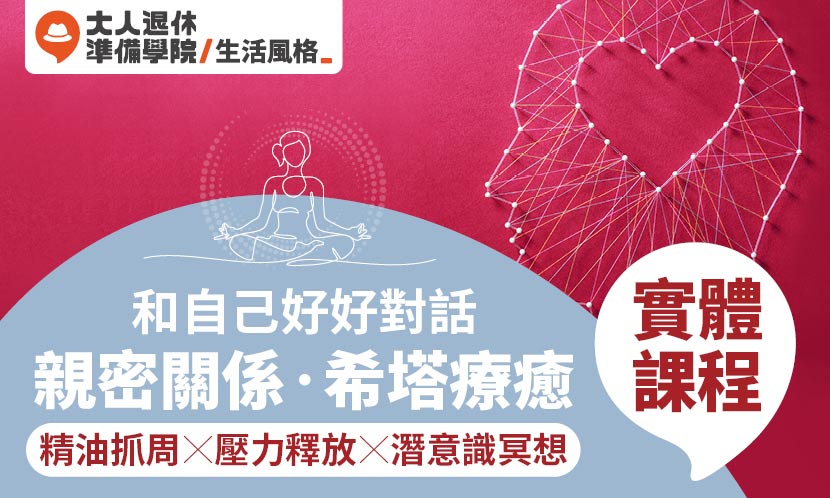 大人退休
準備學院/生活風格_
和自己好好對話
親密關係·希塔療癒
精油抓周×壓力釋放×潛意識冥想
實體
課程